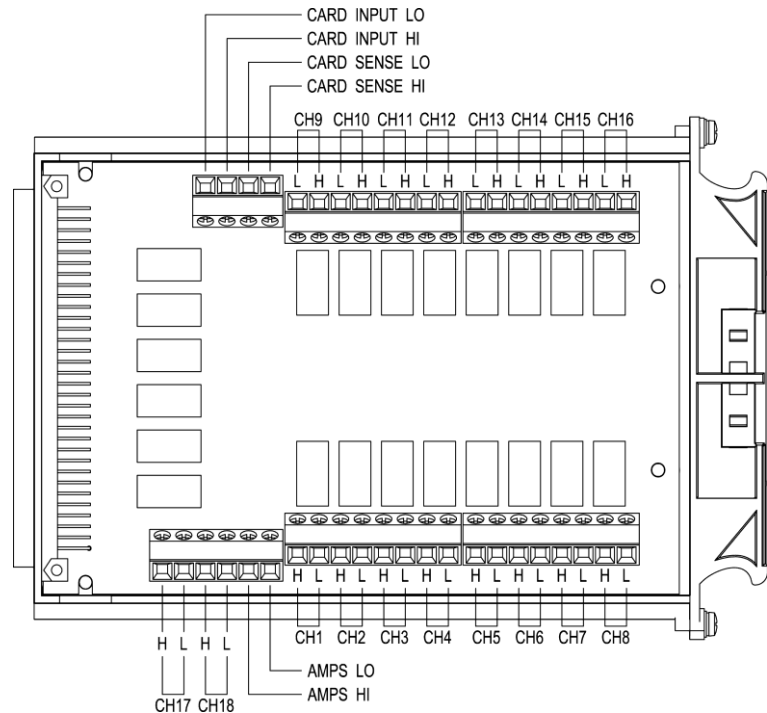 CARD INPUT LO
CARD INPUT HI
CARD SENSE LO
CARD SENSE HI
CH9 CH10 CH11 CH12 CH13 CH14 CH15 CH16
L H L H L H L H L H L H L H L H
H L H L H L H L H L H L H L H L
CH1 CH2 CH3 CH4 CH5 CH6 CH7 CH8
H L H L
AMPS LO
AMPS HI
CH17 CH18